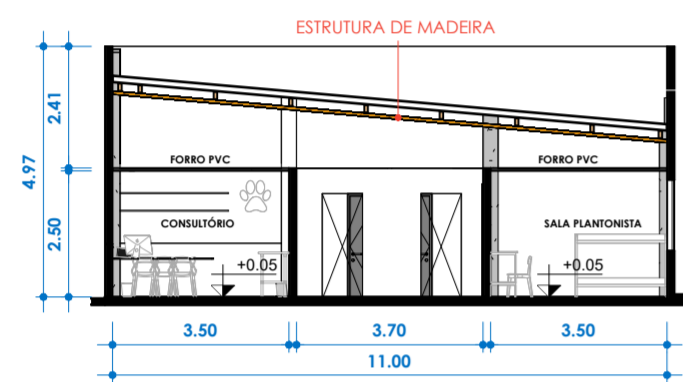 ESTRUTURA DE MADEIRA
2.41
4.97
FORRO PVC
FORRO PVC
2.50
CONSULTÓRIO
SALA PLANTONISTA
+0.05
+0.05
3.50
3.70
3.50
11.00